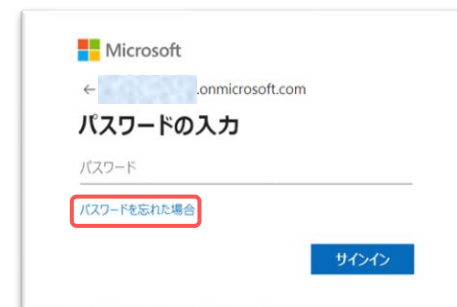 Microsoft
← .onmicrosoft.com
パスワードの入力
パスワード
パスワードを忘れた場合
サインイン